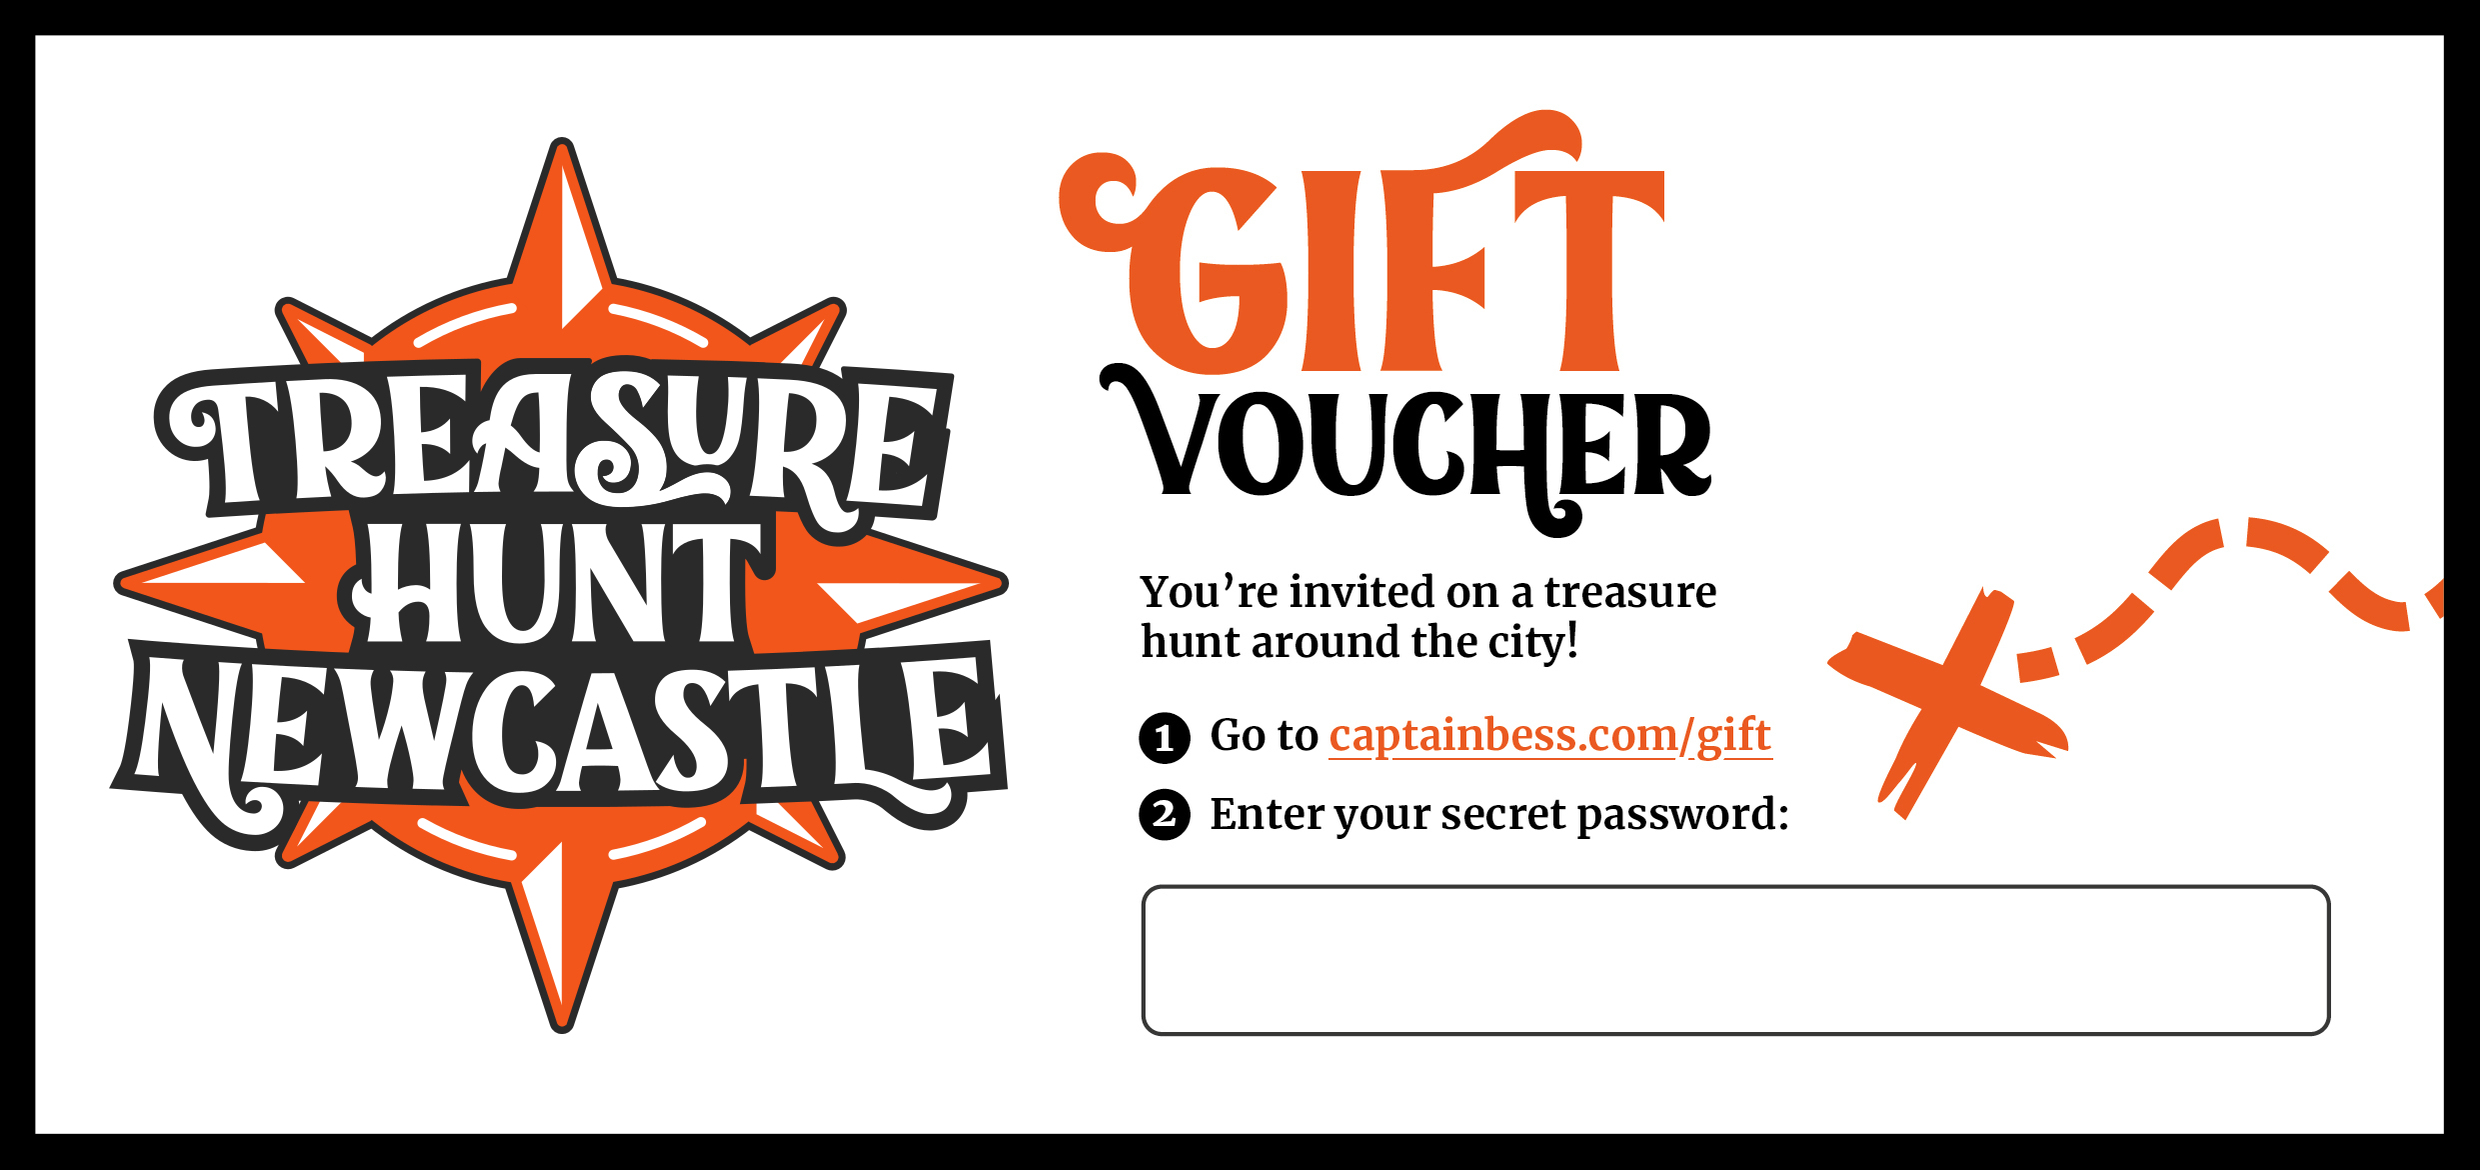 TREASURE
HUNT
NEWCASTLE
GIFT
VOUCHER
You’re invited on a treasure
hunt around the city!
1 Go to captainbess.com/gift
2 Enter your secret password: